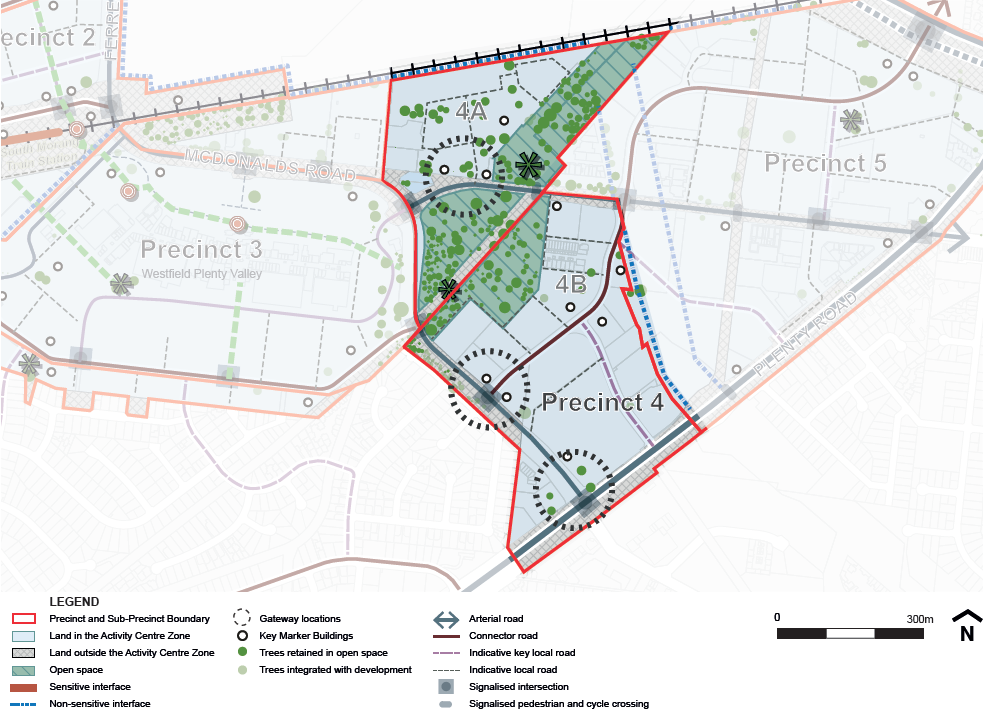 ecinct 2
4A
Precinct 5
MCDONALDS ROAD
Precinct 3
Westfield Plenty Valley
4B
PLENTY ROAD
Precinct 4
LEGEND
Precinct and Sub-Precinct Boundary
Land in the Activity Centre Zone
Land outside the Activity Centre Zone
Open space
Sensitive interface
Non-sensitive interface
Gateway locations
Key Marker Buildings
Trees retained in open space
Trees integrated with development
Arterial road
Connector road
Indicative key local road
Indicative local road
Signalised intersection
Signalised pedestrian and cycle crossing
0 300m
N